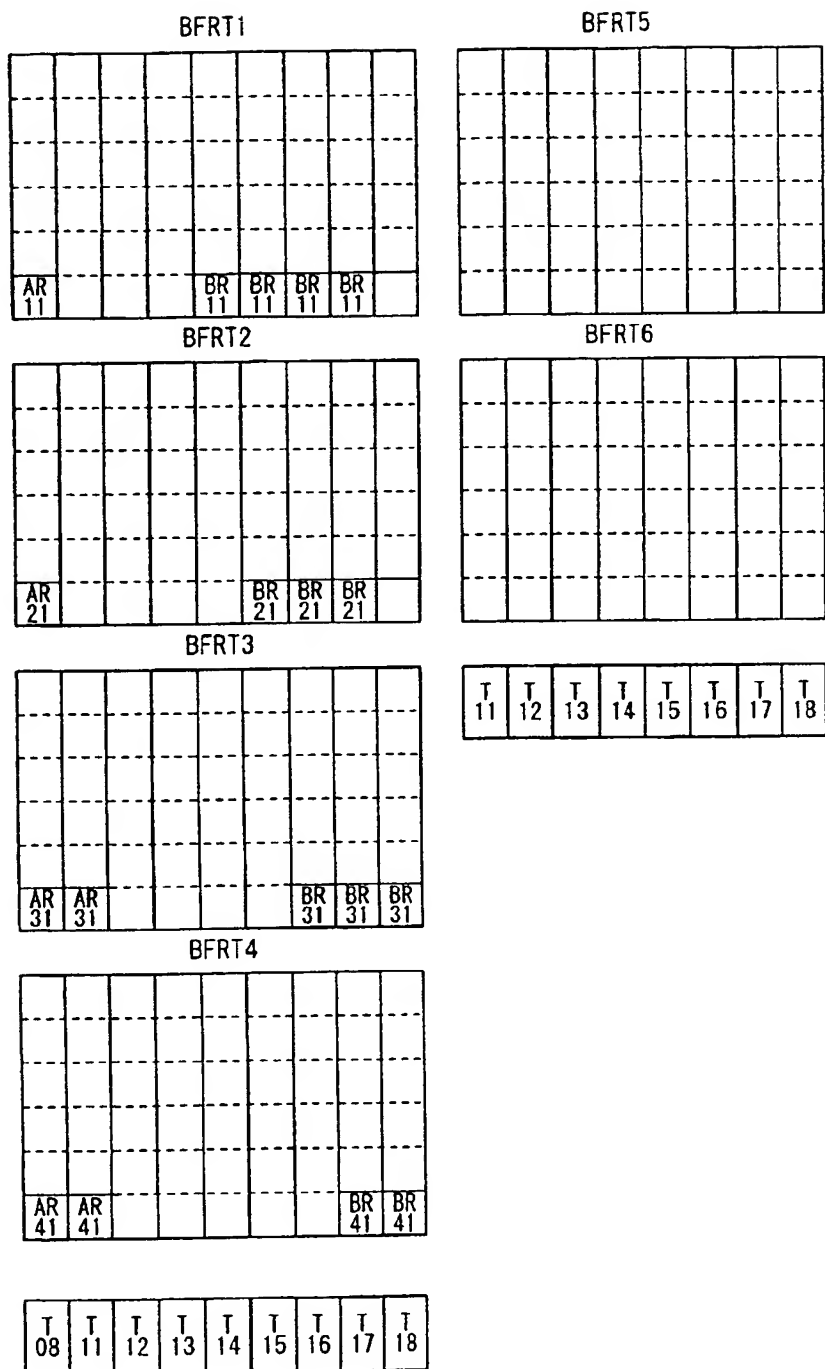 BFRT1
AR BR BR BR BR
11 11 11 11 11
BFRT2
AR BR BR BR
21 21 21 21
BFRT3
AR AR BR BR BR
31 31 31 31 31
BFRT4
AR AR BR BR
41 41 41 41
T T T T T T T T T
08 11 12 13 14 15 16 17 18
BFRT5
BFRT6
T T T T T T T T
11 12 13 14 15 16 17 18